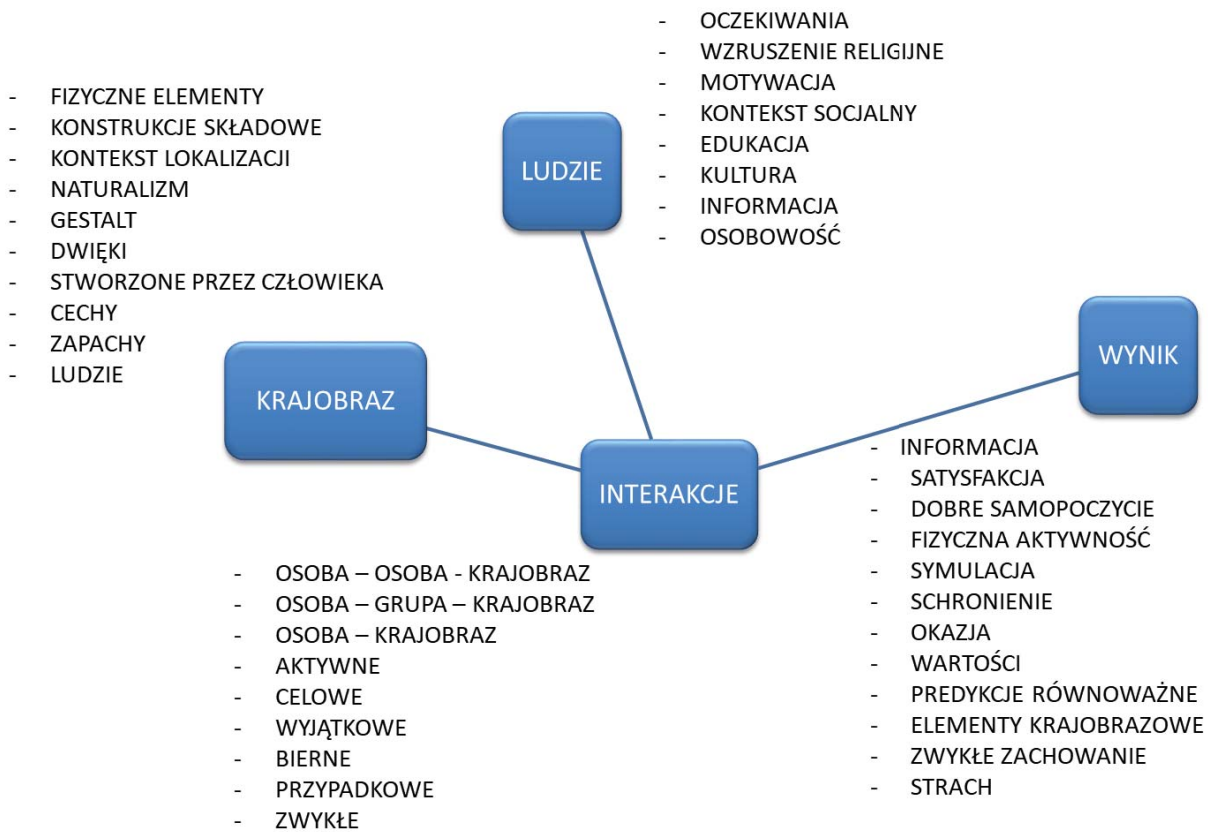 - OCZEKIWANIA
- WZRUSZENIE RELIGIJNE
- MOTYWACJA
- KONTEKST SOCJALNY
- EDUKACJA
- KULTURA
- INFORMACJA
- OSOBOWOŚĆ
LUDZIE
- FIZYCZNE ELEMENTY
- KONSTRUKCJE SKŁADOWE
- KONTEKST LOKALIZACJI
- NATURALIZM
- GESTALT
- DWIĘKI
- STWORZONE PRZEZ CZŁOWIEKA
- CECHY
- ZAPACHY
- LUDZIE
KRAJOBRAZ
WYNIK
INTERAKCJE
- INFORMACJA
- SATYSFAKCJA
- DOBRE SAMOPOCZYCIE
- FIZYCZNA AKTYWNOŚĆ
- SYMULACJA
- SCHRONIENIE
- OKAZJA
- WARTOŚCI
- PREDYKCJE RÓWNOWAŻNE
- ELEMENTY KRAJOBRAZOWE
- ZWYKŁE ZACHOWANIE
- STRACH
- OSOBA – OSOBA - KRAJOBRAZ
- OSOBA – GRUPA – KRAJOBRAZ
- OSOBA – KRAJOBRAZ
- AKTYWNE
- CELOWE
- WYJĄTKOWE
- BIERNE
- PRZYPADKOWE
- ZWYKŁE